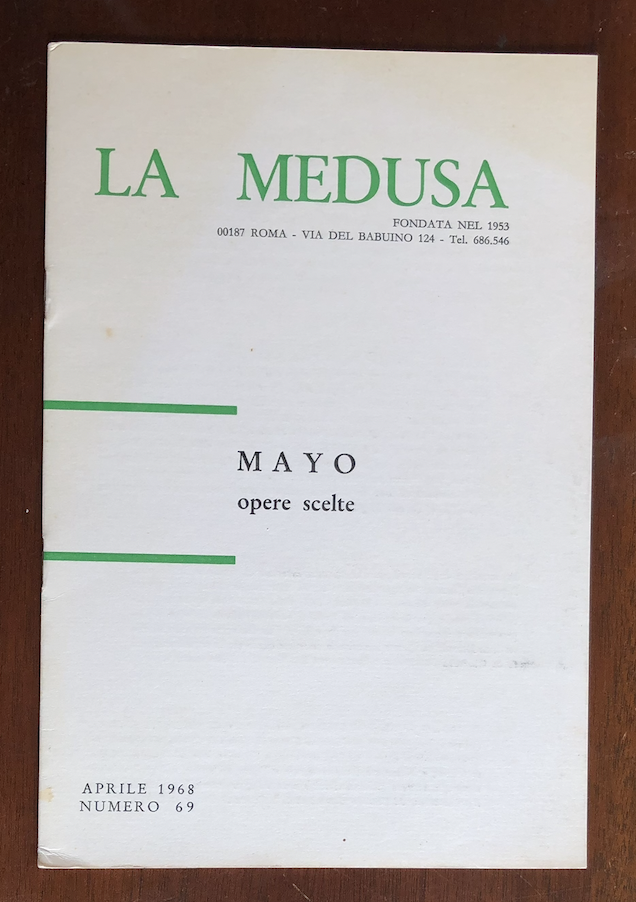 LA MEDUSA
FONDATA NEL 1953
00187 ROMA - VIA DEL BABUINO 124 - Tel. 686.546
MAYO
opere scelte
APRILE 1968
NUMERO 69